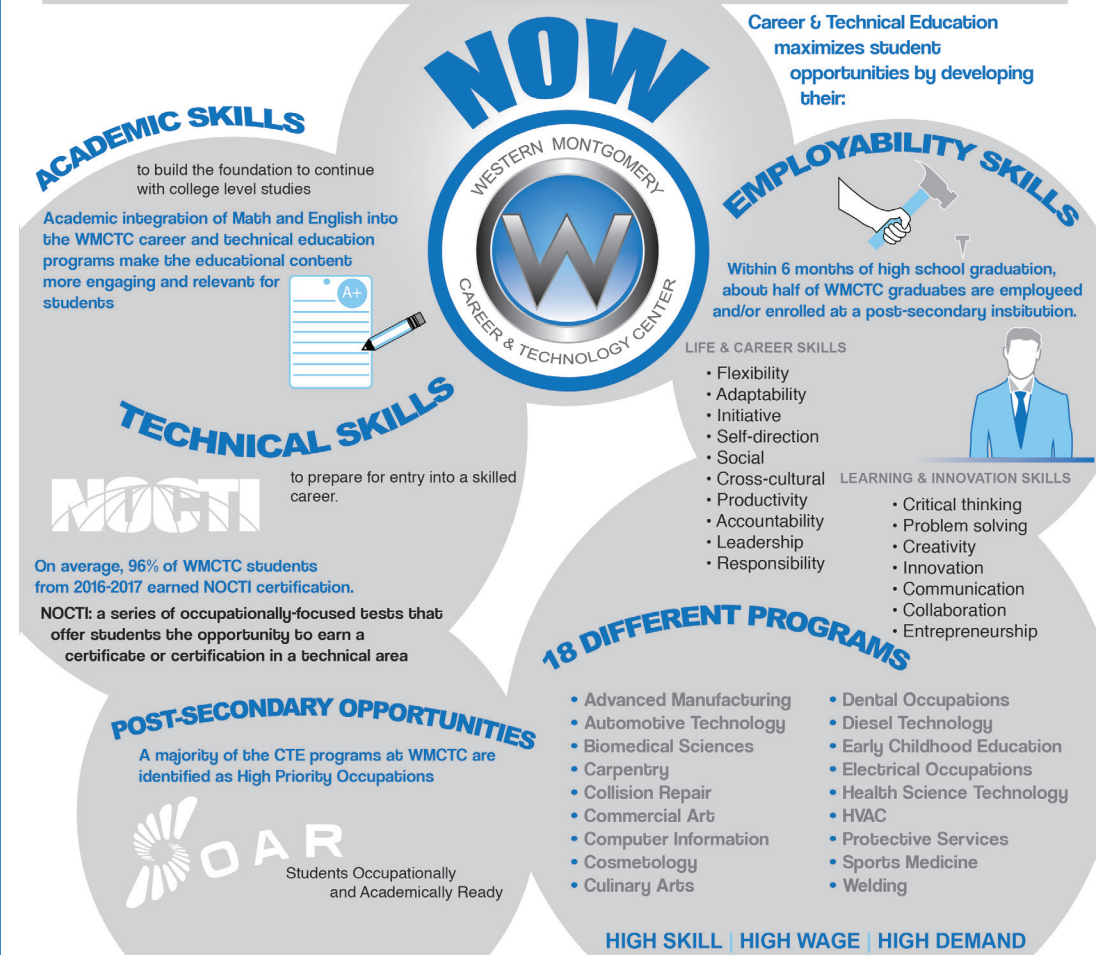 NOW
WESTERN MONTGOMERY
CAREER & TECHNOLOGY CENTER
W
Career & Technical Education
maximizes student
opportunities by developing
their:
ACADEMIC SKILLS
to build the foundation to continue
with college level studies
Academic integration of Math and English into
the WMCTC career and technical education
programs make the educational content
more engaging and relevant for
students
A+
EMPLOYABILITY SKILLS
Within 6 months of high school graduation,
about half of WMCTC graduates are employeed
and/or enrolled at a post-secondary institution.
LIFE & CAREER SKILLS
• Flexibility
• Adaptability
• Initiative
• Self-direction
• Social
• Cross-cultural
• Productivity
• Accountability
• Leadership
• Responsibility
LEARNING & INNOVATION SKILLS
• Critical thinking
• Problem solving
• Creativity
• Innovation
• Communication
• Collaboration
• Entrepreneurship
TECHNICAL SKILLS
to prepare for entry into a skilled
career.
NOCTI
On average, 96% of WMCTC students
from 2016-2017 earned NOCTI certification.
NOCTI: a series of occupationally-focused tests that
offer students the opportunity to earn a
certificate or certification in a technical area
POST-SECONDARY OPPORTUNITIES
A majority of the CTE programs at WMCTC are
identified as High Priority Occupations
SOAR
Students Occupationally
and Academically Ready
18 DIFFERENT PROGRAMS
• Advanced Manufacturing
• Automotive Technology
• Biomedical Sciences
• Carpentry
• Collision Repair
• Commercial Art
• Computer Information
• Cosmetology
• Culinary Arts
• Dental Occupations
• Diesel Technology
• Early Childhood Education
• Electrical Occupations
• Health Science Technology
• HVAC
• Protective Services
• Sports Medicine
• Welding
HIGH SKILL | HIGH WAGE | HIGH DEMAND